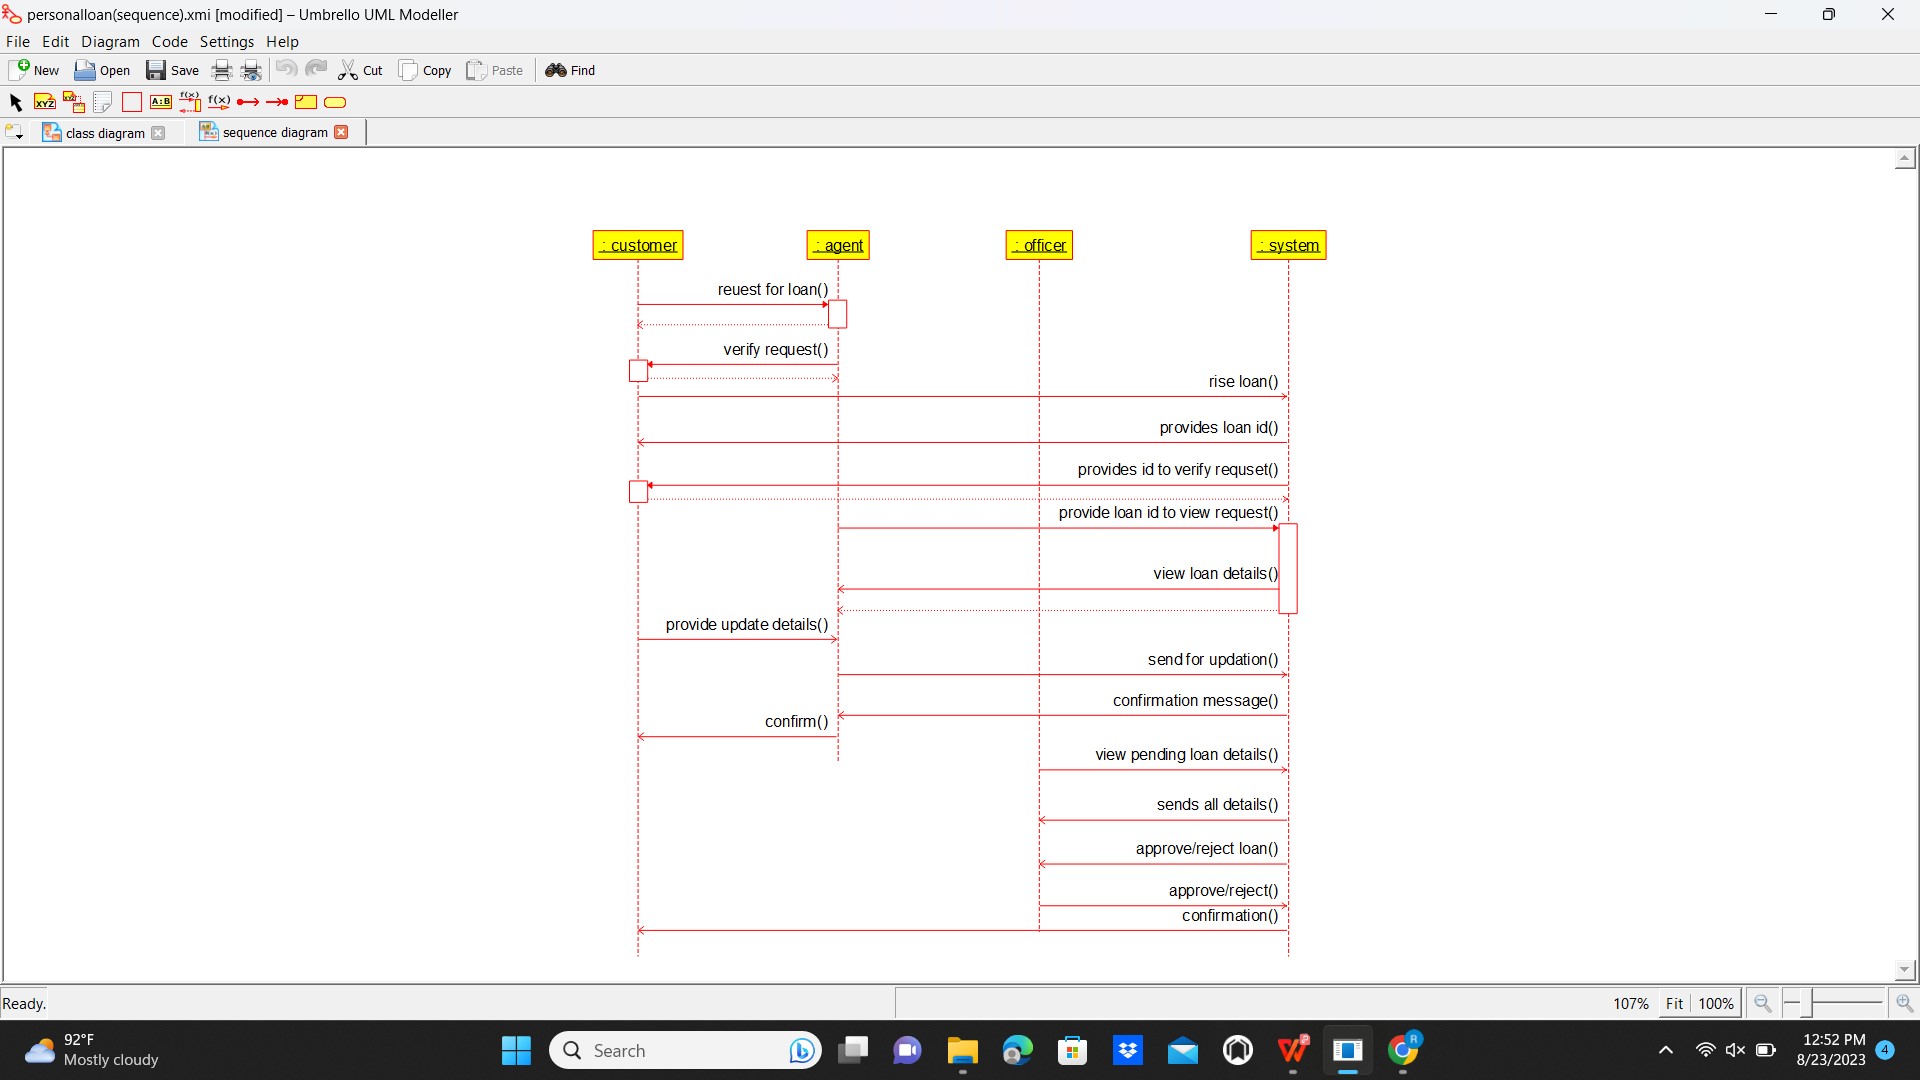 personalloan(sequence).xmi [modified] – Umbrello UML Modeller
File Edit Diagram Code Settings Help
New Open Save Cut Copy Paste Find
XYZ XYZ A:B f(x) f(x)
class diagram sequence diagram
: customer : agent : officer : system
reuest for loan()
verify request()
rise loan()
provides loan id()
provides id to verify requset()
provide loan id to view request()
view loan details()
provide update details()
send for updation()
confirmation message()
confirm()
view pending loan details()
sends all details()
approve/reject loan()
approve/reject()
confirmation()
Ready. 107% Fit 100%
92°F
Mostly cloudy
Search
R
12:52 PM
8/23/2023
4